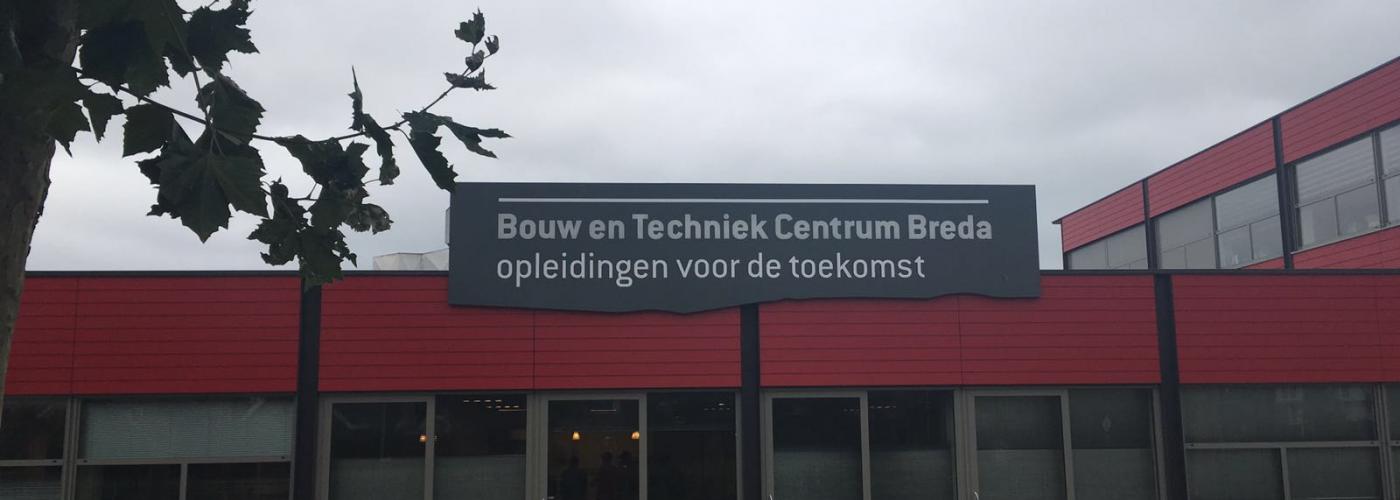 Bouw en Techniek Centrum Breda
opleidingen voor de toekomst